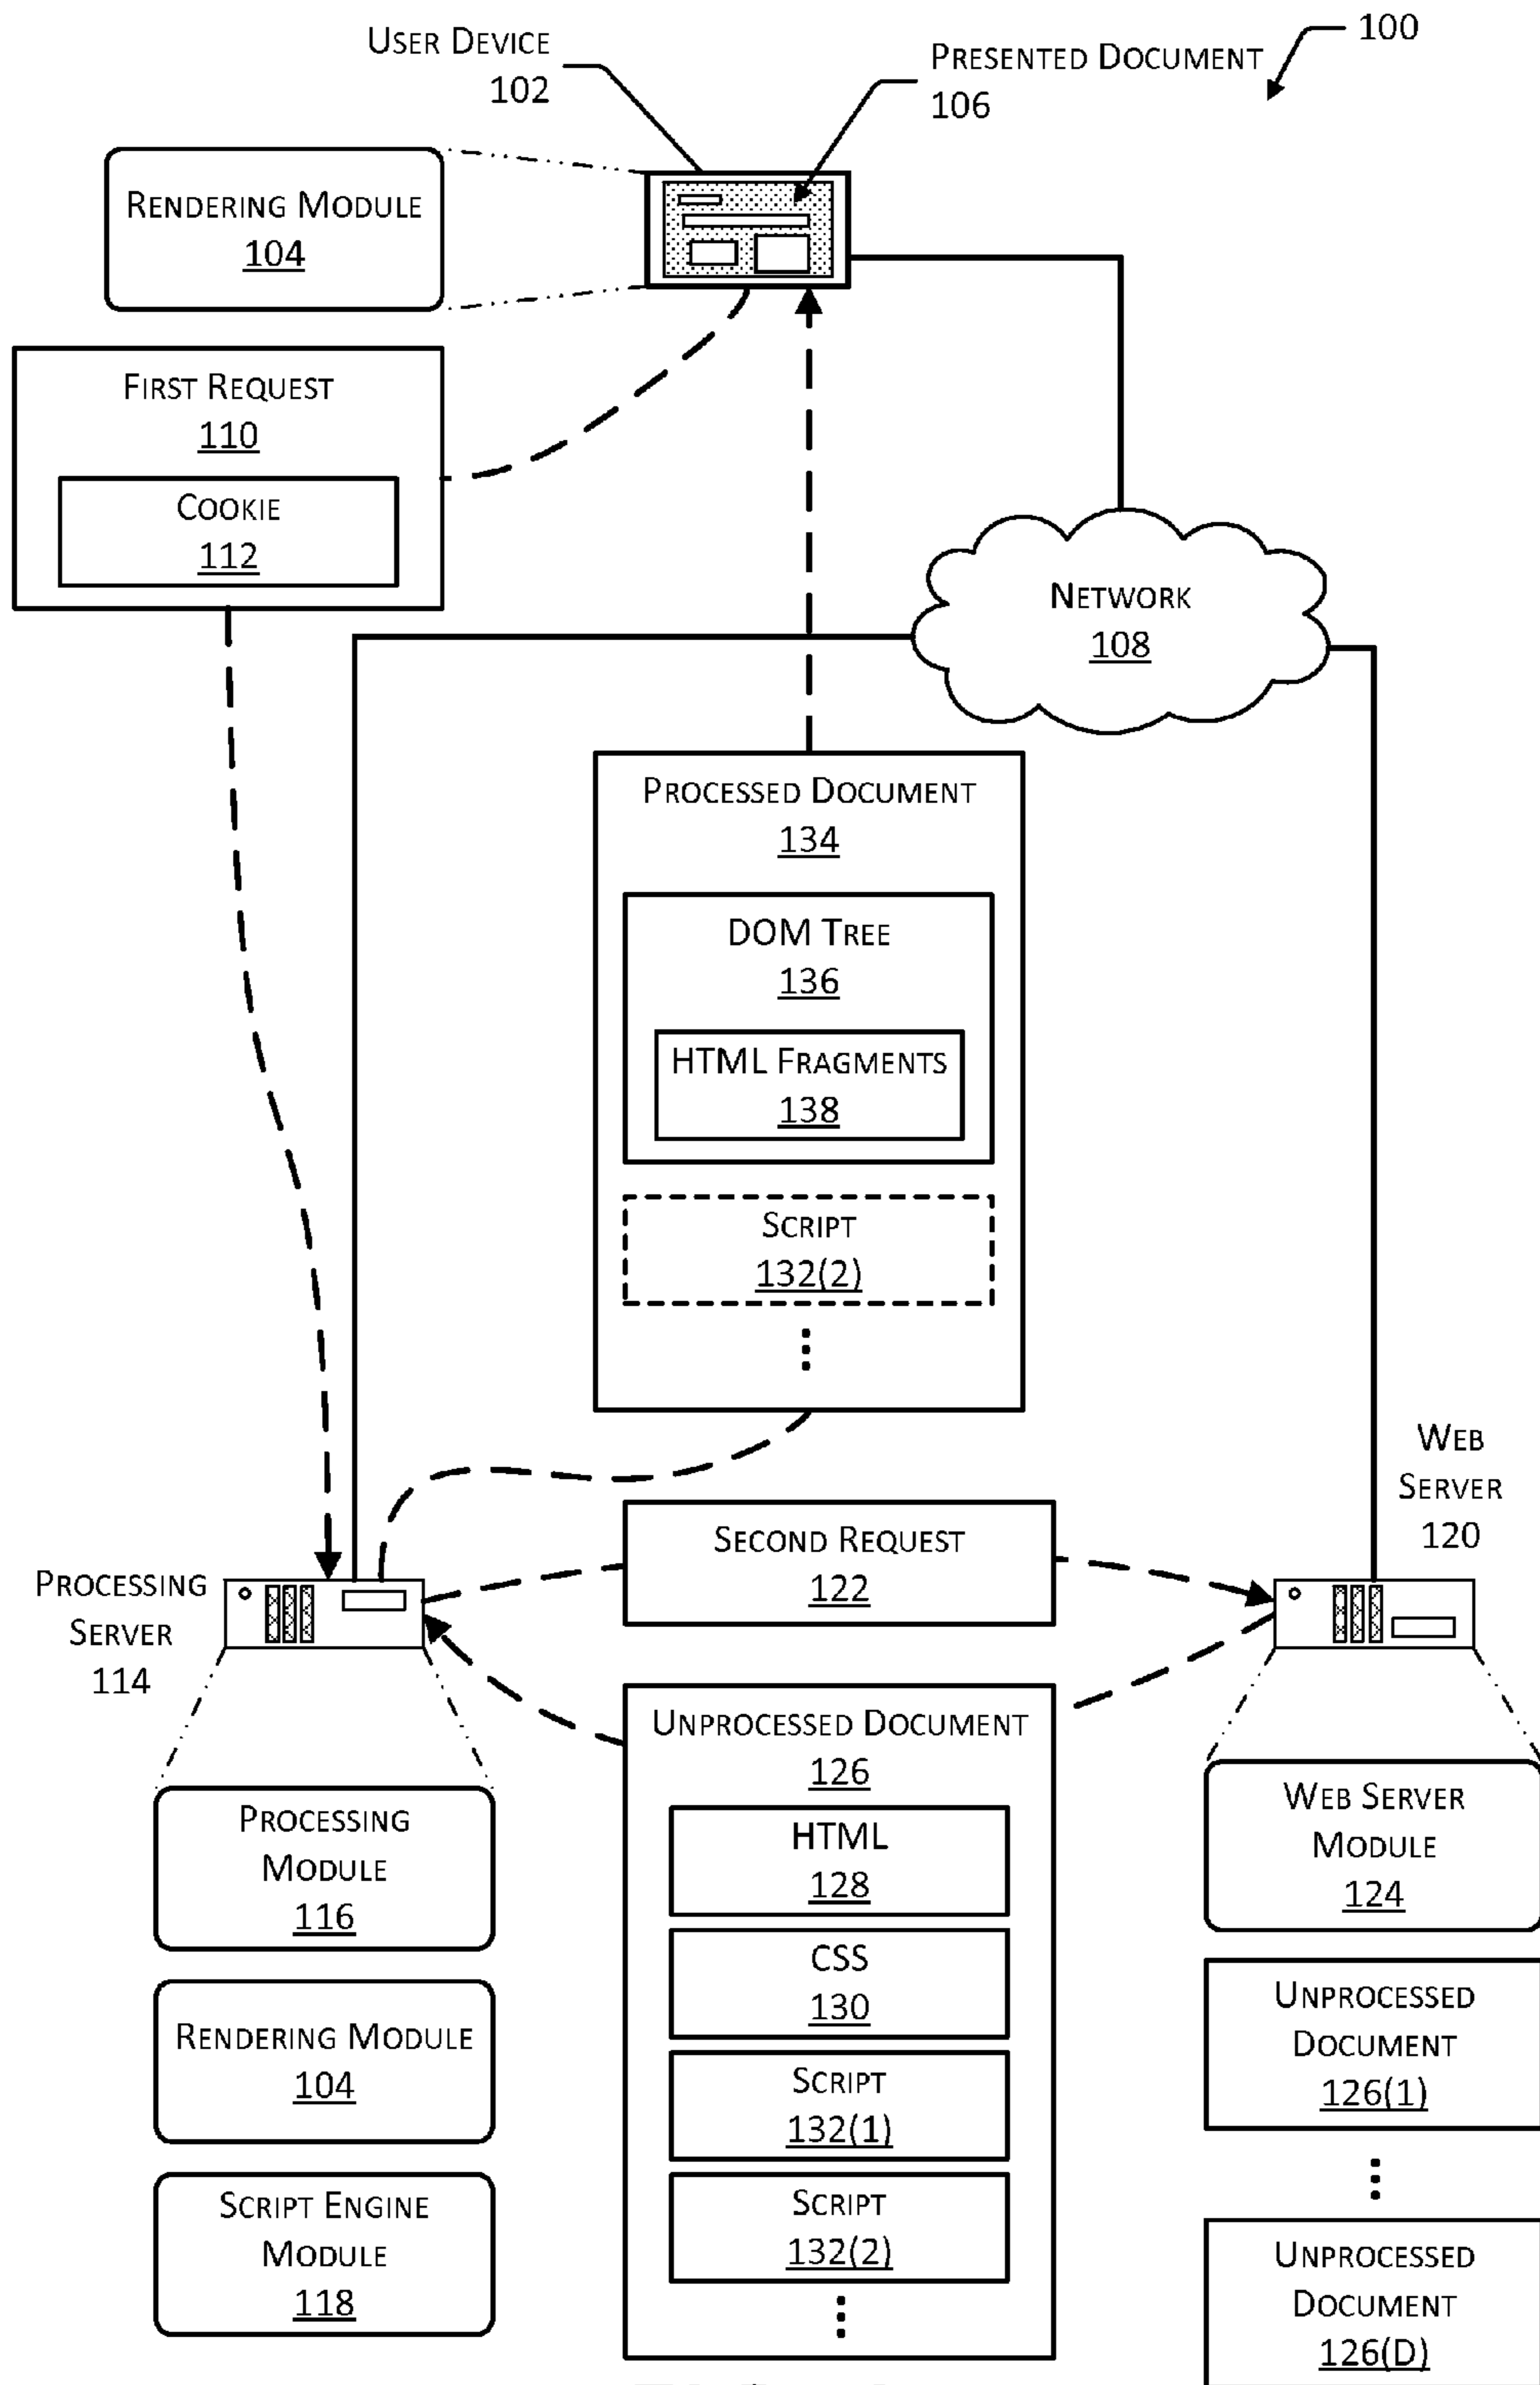 100
USER DEVICE
102
PRESENTED DOCUMENT
106
RENDERING MODULE
104
FIRST REQUEST
110
COOKIE
112
NETWORK
108
PROCESSED DOCUMENT
134
DOM TREE
136
HTML FRAGMENTS
138
SCRIPT
132(2)
WEB
SERVER
120
SECOND REQUEST
122
PROCESSING
SERVER
114
UNPROCESSED DOCUMENT
126
HTML
128
CSS
130
SCRIPT
132(1)
SCRIPT
132(2)
PROCESSING
MODULE
116
RENDERING MODULE
104
SCRIPT ENGINE
MODULE
118
WEB SERVER
MODULE
124
UNPROCESSED
DOCUMENT
126(1)
UNPROCESSED
DOCUMENT
126(D)